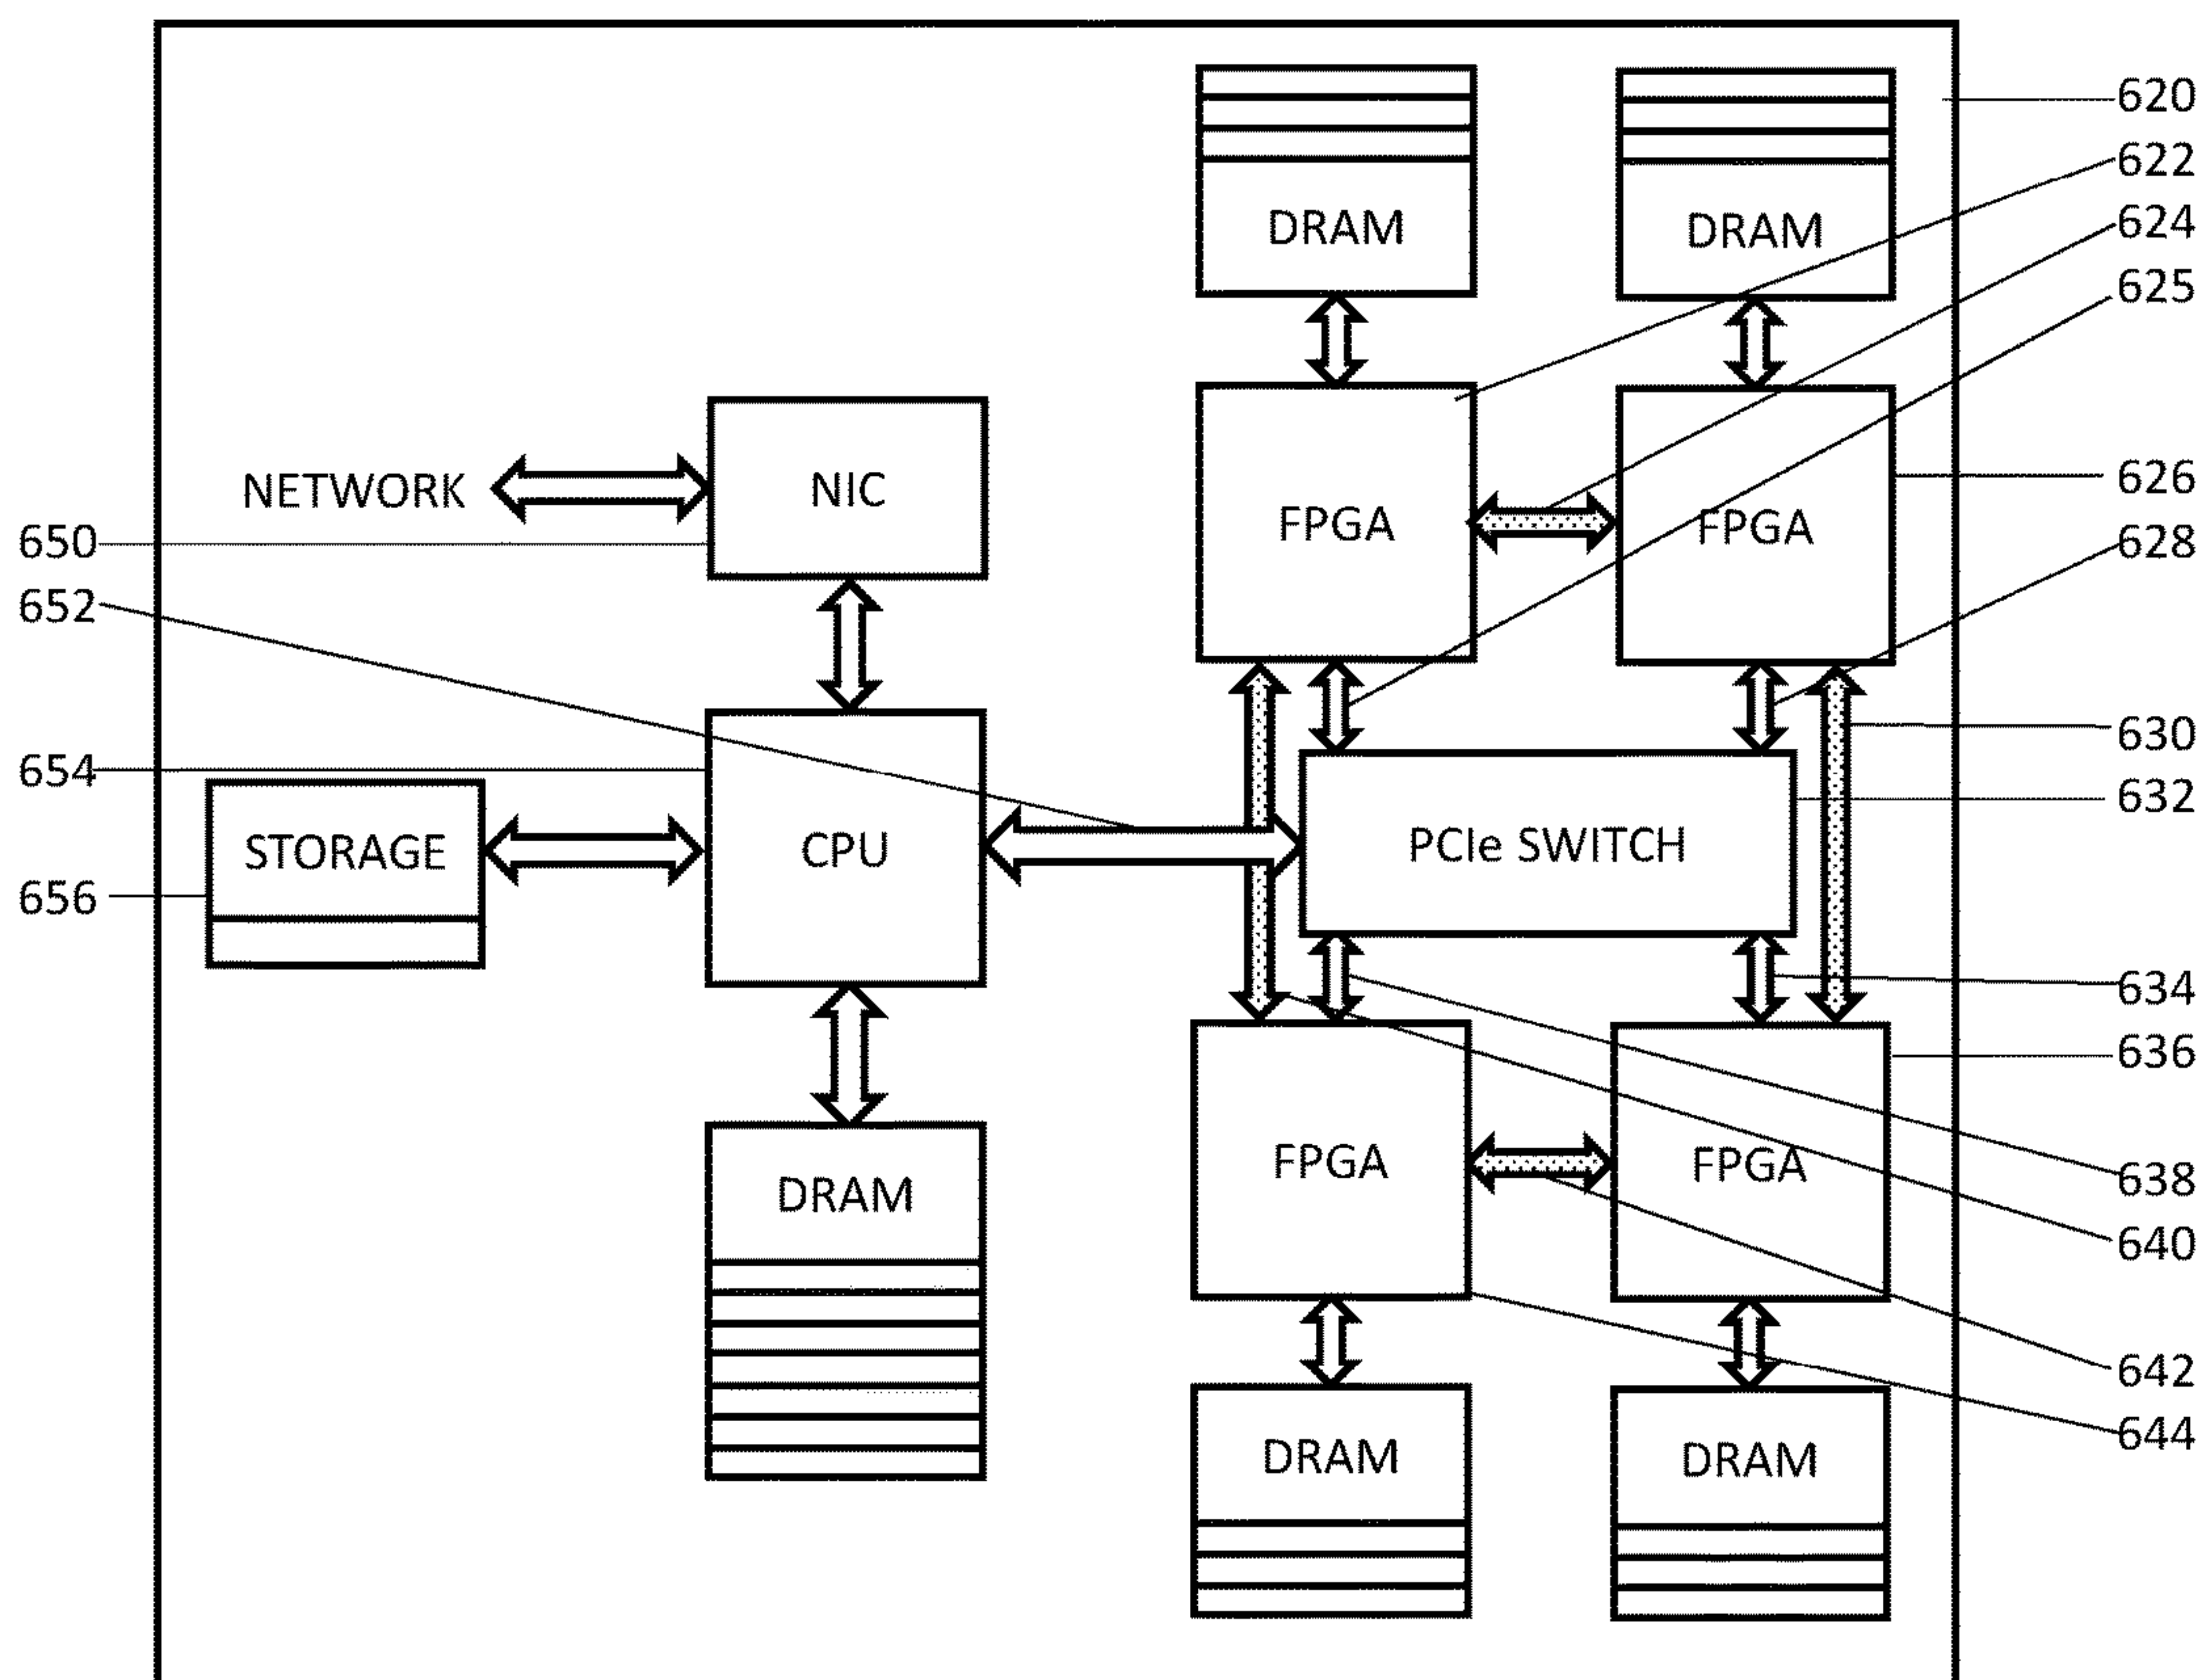 620
622
DRAM
DRAM
624
625
NETWORK
NIC
FPGA
FPGA
626
650
628
652
630
654
632
STORAGE
CPU
PCIe SWITCH
656
634
636
DRAM
FPGA
FPGA
638
640
642
644
DRAM
DRAM